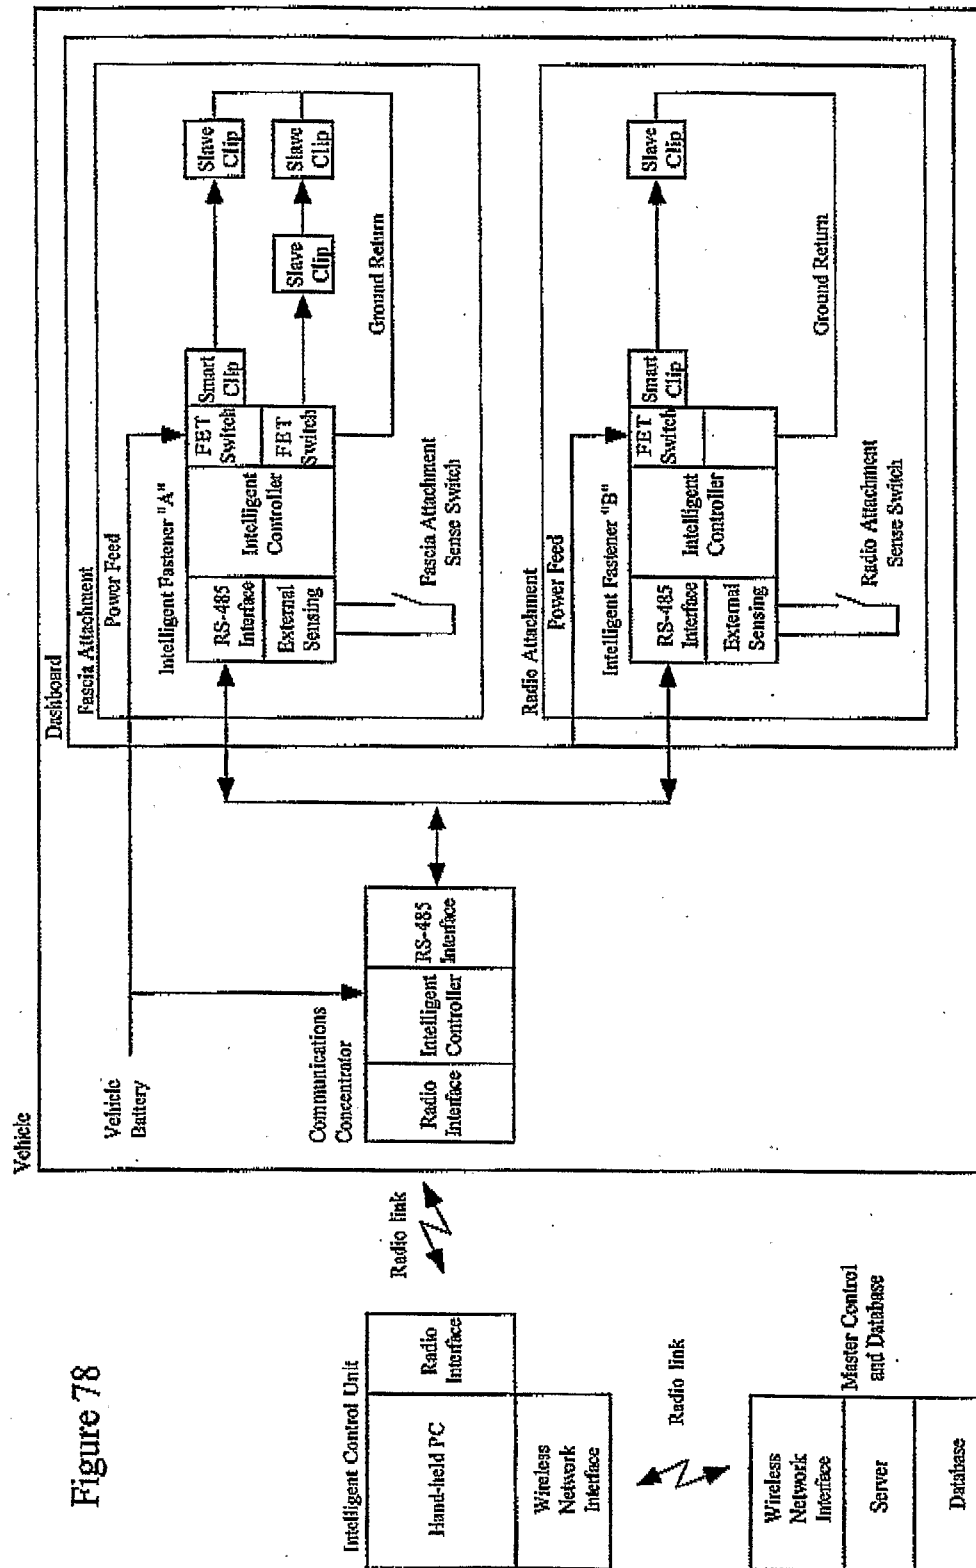 Figure 78
Vehicle
Dashboard
Fascia Attachment
Power Feed
Intelligent Fastener "A"
RS-485
Interface
External
Sensing
Intelligent
Controller
FET
Switch
FET
Switch
Smart
Clip
Slave
Clip
Slave
Clip
Slave
Clip
Ground Return
Fascia Attachment
Sense Switch
Vehicle
Battery
Communications
Concentrator
Radio
Interface
Intelligent
Controller
RS-485
Interface
Radio Attachment
Power Feed
Intelligent Fastener "B"
RS-485
Interface
External
Sensing
Intelligent
Controller
FET
Switch
Smart
Clip
Slave
Clip
Ground Return
Radio Attachment
Sense Switch
Intelligent Control Unit
Hand-held PC
Radio
Interface
Wireless
Network
Interface
Radio link
Radio link
Master Control
and Database
Wireless
Network
Interface
Server
Database